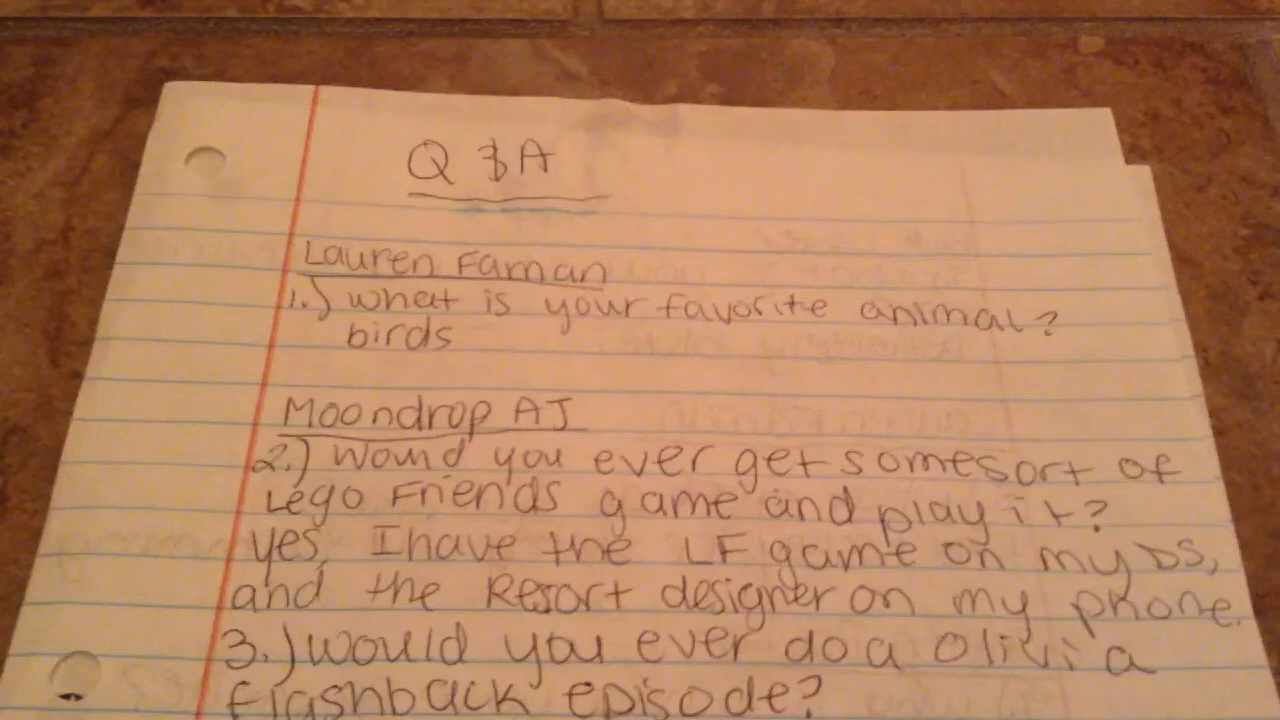 Q & A
Lauren Farnan
1.) What is your favorite animal?
birds
Moondrop AJ
2.) Would you ever get somesort of
Lego Friends game and play it?
yes, I have the LF game on my DS,
and the Resort designer on my phone.
3.) would you ever do a Olivia
flashback episode?